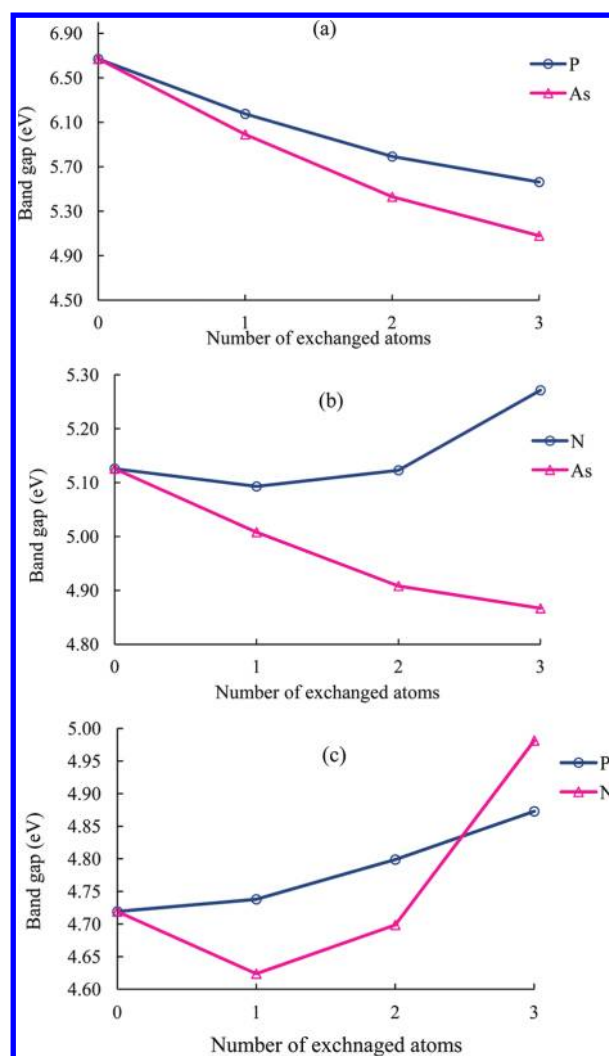 (a)
6.90
6.50
6.10
5.70
5.30
4.90
4.50
Band gap (eV)
P
As
0 1 2 3
Number of exchanged atoms
(b)
5.30
5.20
5.10
5.00
4.90
4.80
Band gap (eV)
N
As
0 1 2 3
Number of exchanged atoms
(c)
5.00
4.95
4.90
4.85
4.80
4.75
4.70
4.65
4.60
Band gap (eV)
P
N
0 1 2 3
Number of exchnaged atoms